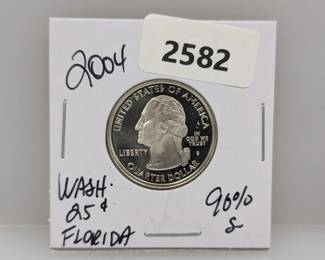 2004
2582
UNITED STATES OF AMERICA
LIBERTY
IN
GOD WE
TRUST
S
QUARTER DOLLAR
WASH.
25¢
FLORIDA
90%
S